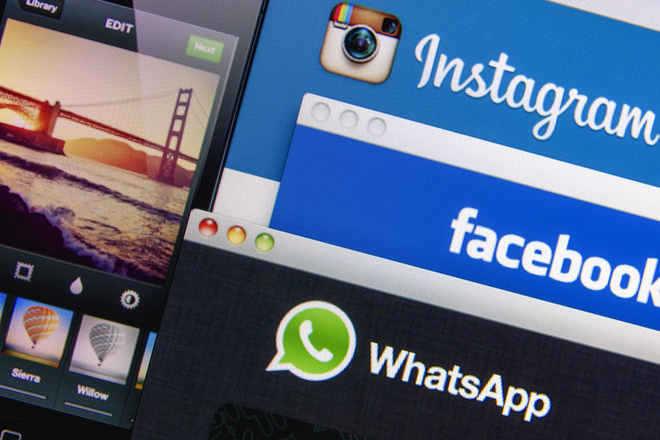 Library
EDIT
Next
Sierra
Willow
Instagram
facebook
WhatsApp